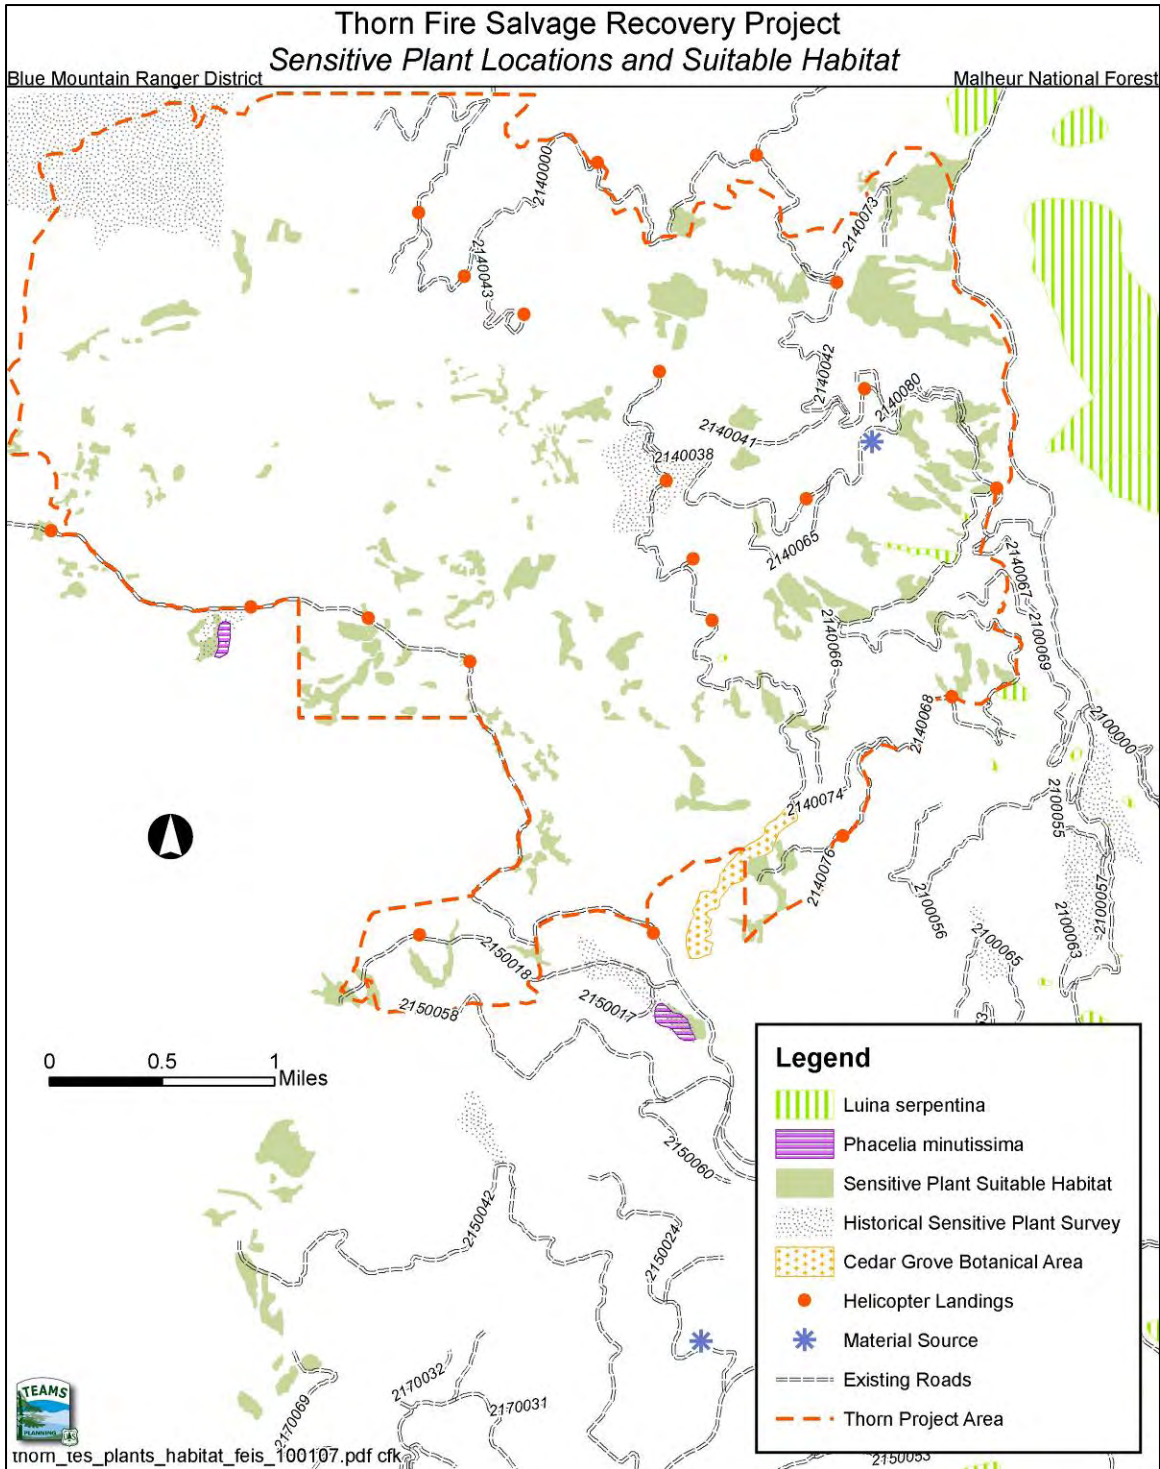 Thorn Fire Salvage Recovery Project
Sensitive Plant Locations and Suitable Habitat
Blue Mountain Ranger District
Malheur National Forest
2140000
2140073
2140043
2140042
2140080
2140041
2140038
2140065
2140067
2140066
2100069
2140068
2100000
2140074
2100055
2140076
2100057
2100056
2100063
2100065
2150018
2150058
2150017
0 0.5 1
Miles
2150060
2150042
2150024
2170032
2170031
2170069
2150053
Legend
Luina serpentina
Phacelia minutissima
Sensitive Plant Suitable Habitat
Historical Sensitive Plant Survey
Cedar Grove Botanical Area
Helicopter Landings
Material Source
Existing Roads
Thorn Project Area
TEAMS
PLANNING
thorn_tes_plants_habitat_feis_100107.pdf cfk